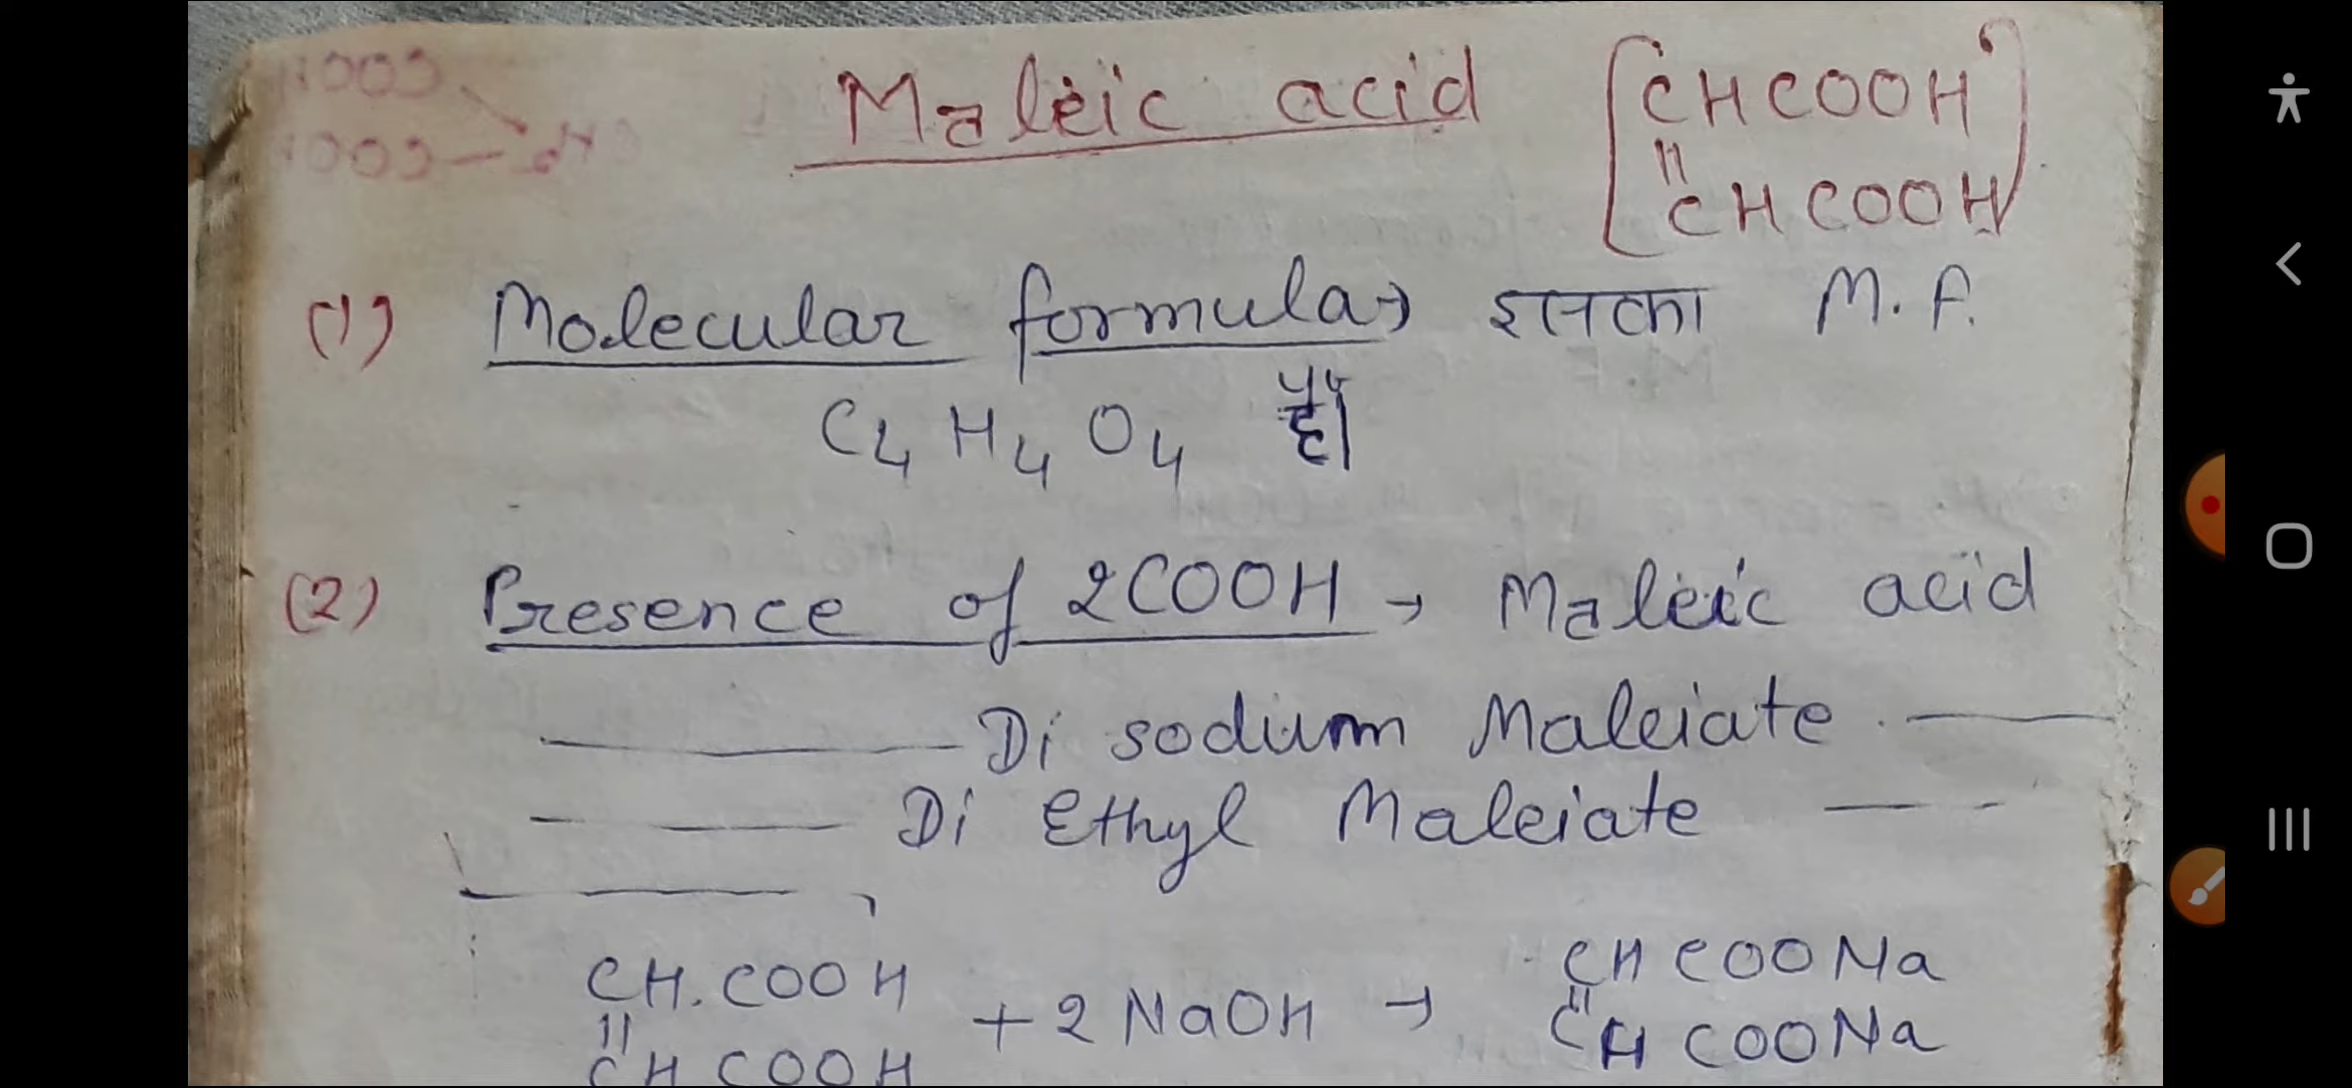 Maleic acid
CHCOOH
||
CHCOOH
(1) Molecular formula → इसका M.F.
C4H4O4 है।
(2) Presence of 2COOH → Maleic acid
Di sodium Maleiate
Di Ethyl Maleiate
CH.COOH
||
CHCOOH
+ 2NaOH →
CHCOONa
||
CHCOONa